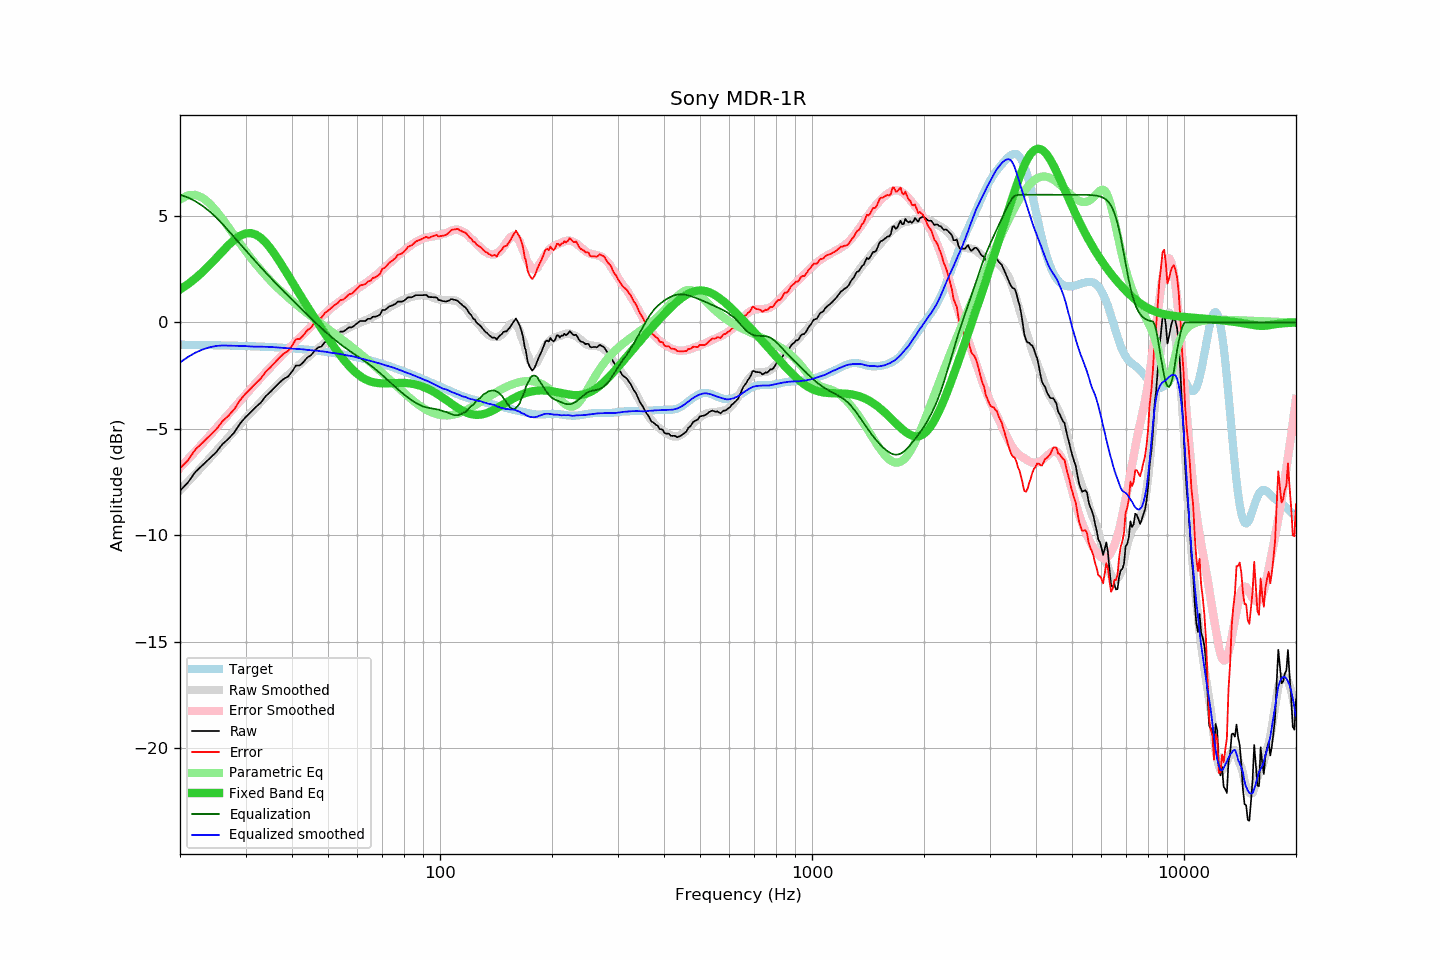 Sony MDR-1R
Amplitude (dBr)
5
0
−5
−10
−15
−20
Target
Raw Smoothed
Error Smoothed
Raw
Error
Parametric Eq
Fixed Band Eq
Equalization
Equalized smoothed
100
1000
10000
Frequency (Hz)